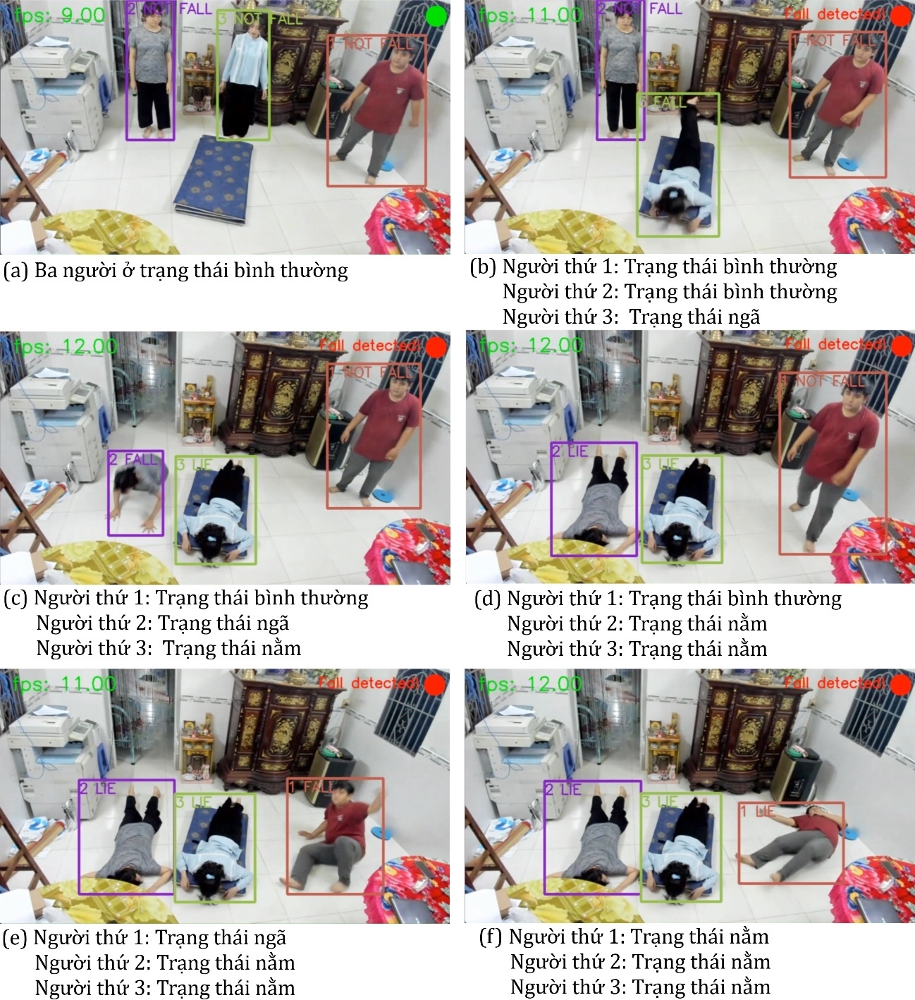 fps: 9.00
2 NOT FALL
3 NOT FALL
1 NOT FALL
(a) Ba người ở trạng thái bình thường
fps: 11.00
2 NOT FALL
Fall detected!
3 FALL
1 NOT FALL
(b) Người thứ 1: Trạng thái bình thường
Người thứ 2: Trạng thái bình thường
Người thứ 3: Trạng thái ngã
fps: 12.00
Fall detected!
1 NOT FALL
2 FALL
3 LIE
(c) Người thứ 1: Trạng thái bình thường
Người thứ 2: Trạng thái ngã
Người thứ 3: Trạng thái nằm
fps: 12.00
Fall detected!
1 NOT FALL
2 LIE
3 LIE
(d) Người thứ 1: Trạng thái bình thường
Người thứ 2: Trạng thái nằm
Người thứ 3: Trạng thái nằm
fps: 11.00
Fall detected!
2 LIE
3 LIE
1 FALL
(e) Người thứ 1: Trạng thái ngã
Người thứ 2: Trạng thái nằm
Người thứ 3: Trạng thái nằm
fps: 12.00
Fall detected!
2 LIE
3 LIE
1 LIE
(f) Người thứ 1: Trạng thái nằm
Người thứ 2: Trạng thái nằm
Người thứ 3: Trạng thái nằm